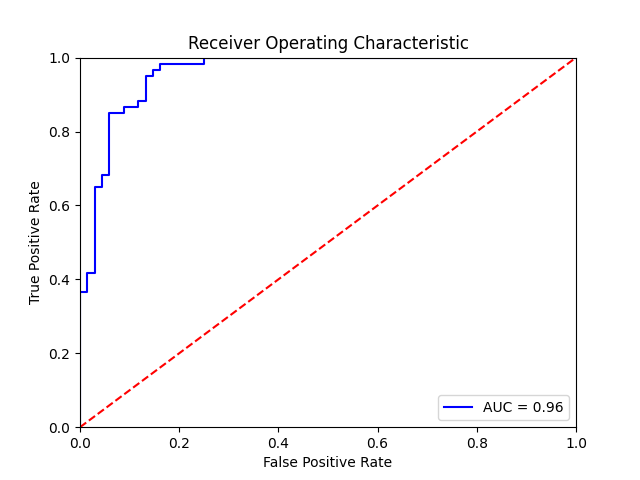 Receiver Operating Characteristic
True Positive Rate
1.0
0.8
0.6
0.4
0.2
0.0
AUC = 0.96
0.0 0.2 0.4 0.6 0.8 1.0
False Positive Rate